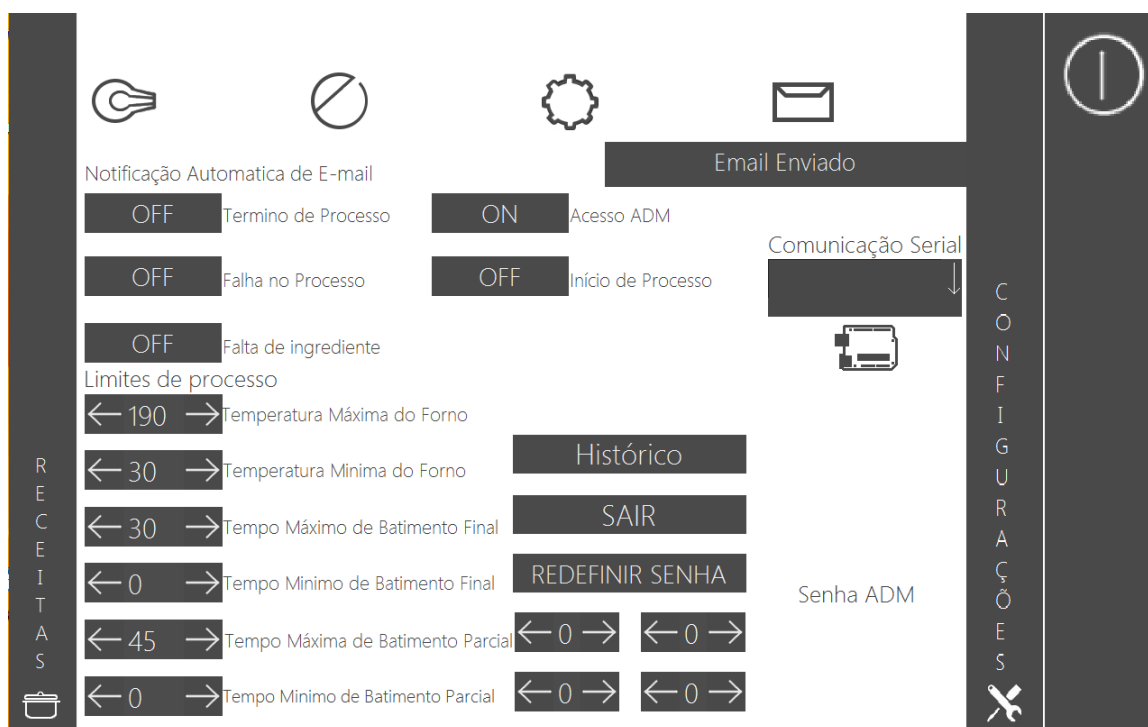 Email Enviado
Notificação Automatica de E-mail
OFF Termino de Processo ON Acesso ADM
Comunicação Serial
OFF Falha no Processo OFF Início de Processo
OFF Falta de ingrediente
Limites de processo
190 Temperatura Máxima do Forno
Histórico
30 Temperatura Minima do Forno
SAIR
30 Tempo Máximo de Batimento Final
REDEFINIR SENHA
0 Tempo Minimo de Batimento Final
Senha ADM
45 Tempo Máxima de Batimento Parcial 0 0
0 Tempo Minimo de Batimento Parcial 0 0
RECEITAS
CONFIGURAÇÕES